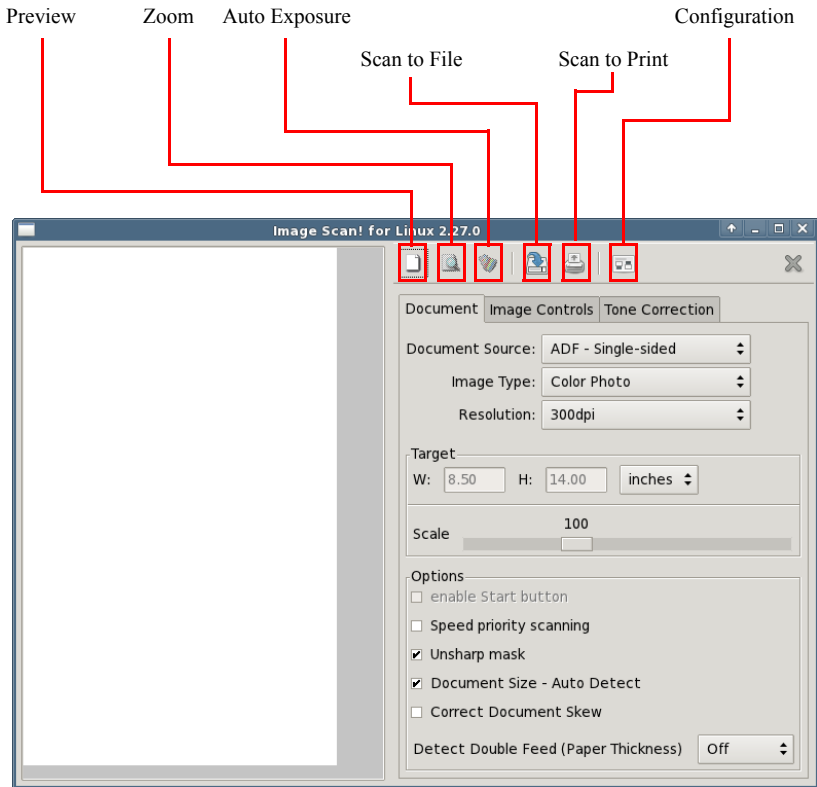 Preview Zoom Auto Exposure Configuration
Scan to File Scan to Print
Image Scan! for Linux 2.27.0
Document Image Controls Tone Correction
Document Source: ADF - Single-sided
Image Type: Color Photo
Resolution: 300dpi
Target
W: 8.50 H: 14.00 inches
100
Scale
Options
enable Start button
Speed priority scanning
Unsharp mask
Document Size - Auto Detect
Correct Document Skew
Detect Double Feed (Paper Thickness) Off